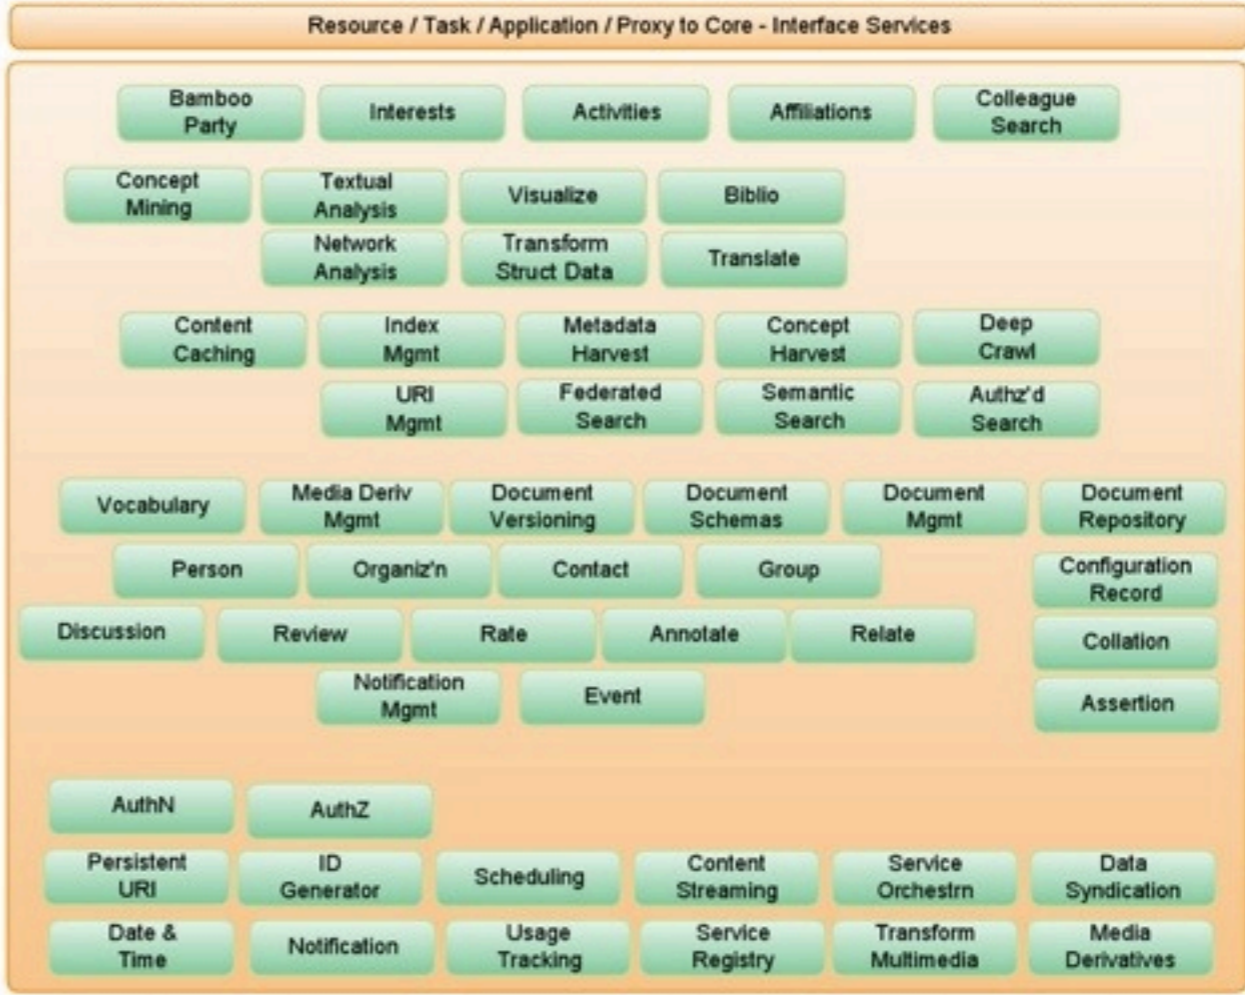 Resource / Task / Application / Proxy to Core - Interface Services
Bamboo
Party
Interests
Activities
Affiliations
Colleague
Search
Concept
Mining
Textual
Analysis
Visualize
Biblio
Network
Analysis
Transform
Struct Data
Translate
Content
Caching
Index
Mgmt
Metadata
Harvest
Concept
Harvest
Deep
Crawl
URI
Mgmt
Federated
Search
Semantic
Search
Authz'd
Search
Vocabulary
Media Deriv
Mgmt
Document
Versioning
Document
Schemas
Document
Mgmt
Document
Repository
Person
Organiz'n
Contact
Group
Configuration
Record
Discussion
Review
Rate
Annotate
Relate
Collation
Notification
Mgmt
Event
Assertion
AuthN
AuthZ
Persistent
URI
ID
Generator
Scheduling
Content
Streaming
Service
Orchestrn
Data
Syndication
Date &
Time
Notification
Usage
Tracking
Service
Registry
Transform
Multimedia
Media
Derivatives